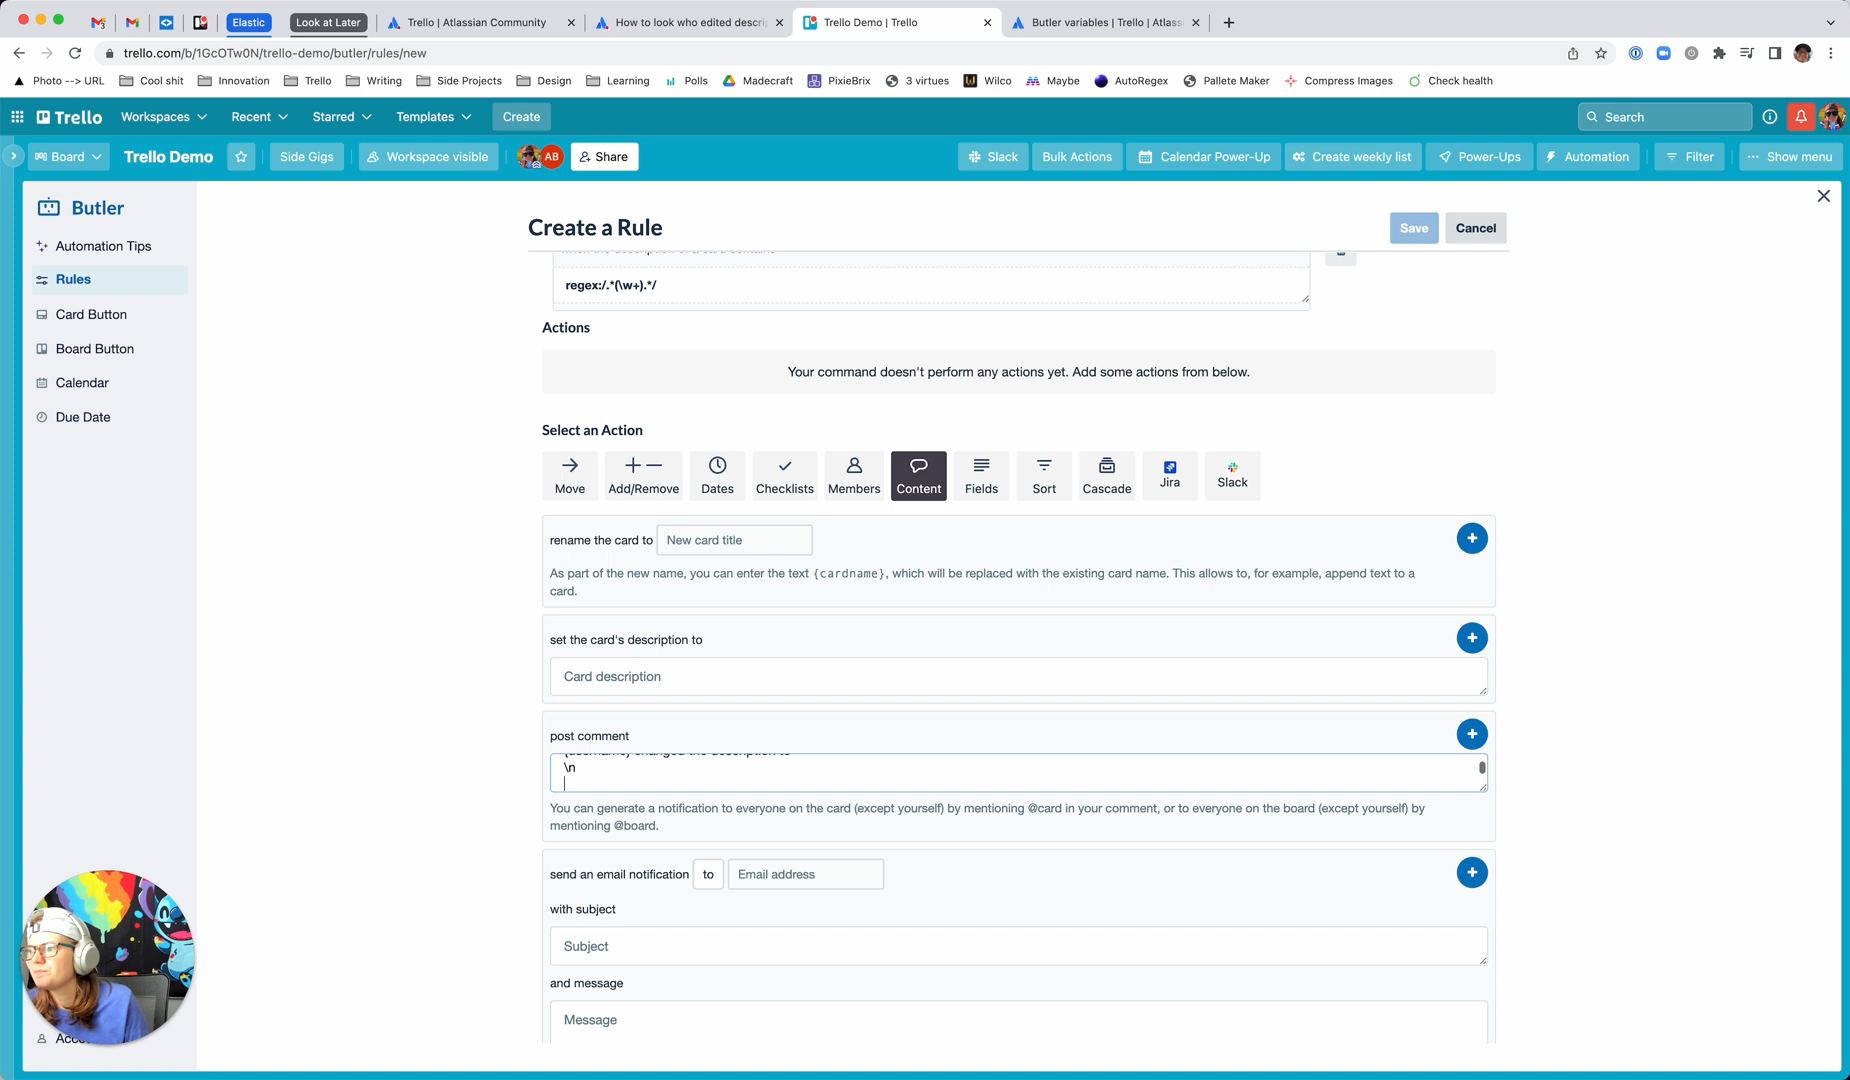 Elastic
Look at Later
Trello | Atlassian Community
How to look who edited descri
Trello Demo | Trello
Butler variables | Trello | Atlas
trello.com/b/1GcOTw0N/trello-demo/butler/rules/new
Photo --> URL
Cool shit
Innovation
Trello
Writing
Side Projects
Design
Learning
Polls
Madecraft
PixieBrix
3 virtues
Wilco
Maybe
AutoRegex
Pallete Maker
Compress Images
Check health
Trello
Workspaces
Recent
Starred
Templates
Create
Search
Board
Trello Demo
Side Gigs
Workspace visible
AB
Share
Slack
Bulk Actions
Calendar Power-Up
Create weekly list
Power-Ups
Automation
Filter
Show menu
Butler
Automation Tips
Rules
Card Button
Board Button
Calendar
Due Date
Create a Rule
Save
Cancel
regex:/.*(\w+).*/
Actions
Your command doesn't perform any actions yet. Add some actions from below.
Select an Action
Move
Add/Remove
Dates
Checklists
Members
Content
Fields
Sort
Cascade
Jira
Slack
rename the card to
New card title
As part of the new name, you can enter the text {cardname}, which will be replaced with the existing card name. This allows to, for example, append text to a
card.
set the card's description to
Card description
post comment
{username} changed the description to
\n
You can generate a notification to everyone on the card (except yourself) by mentioning @card in your comment, or to everyone on the board (except yourself) by
mentioning @board.
send an email notification
to
Email address
with subject
Subject
and message
Message